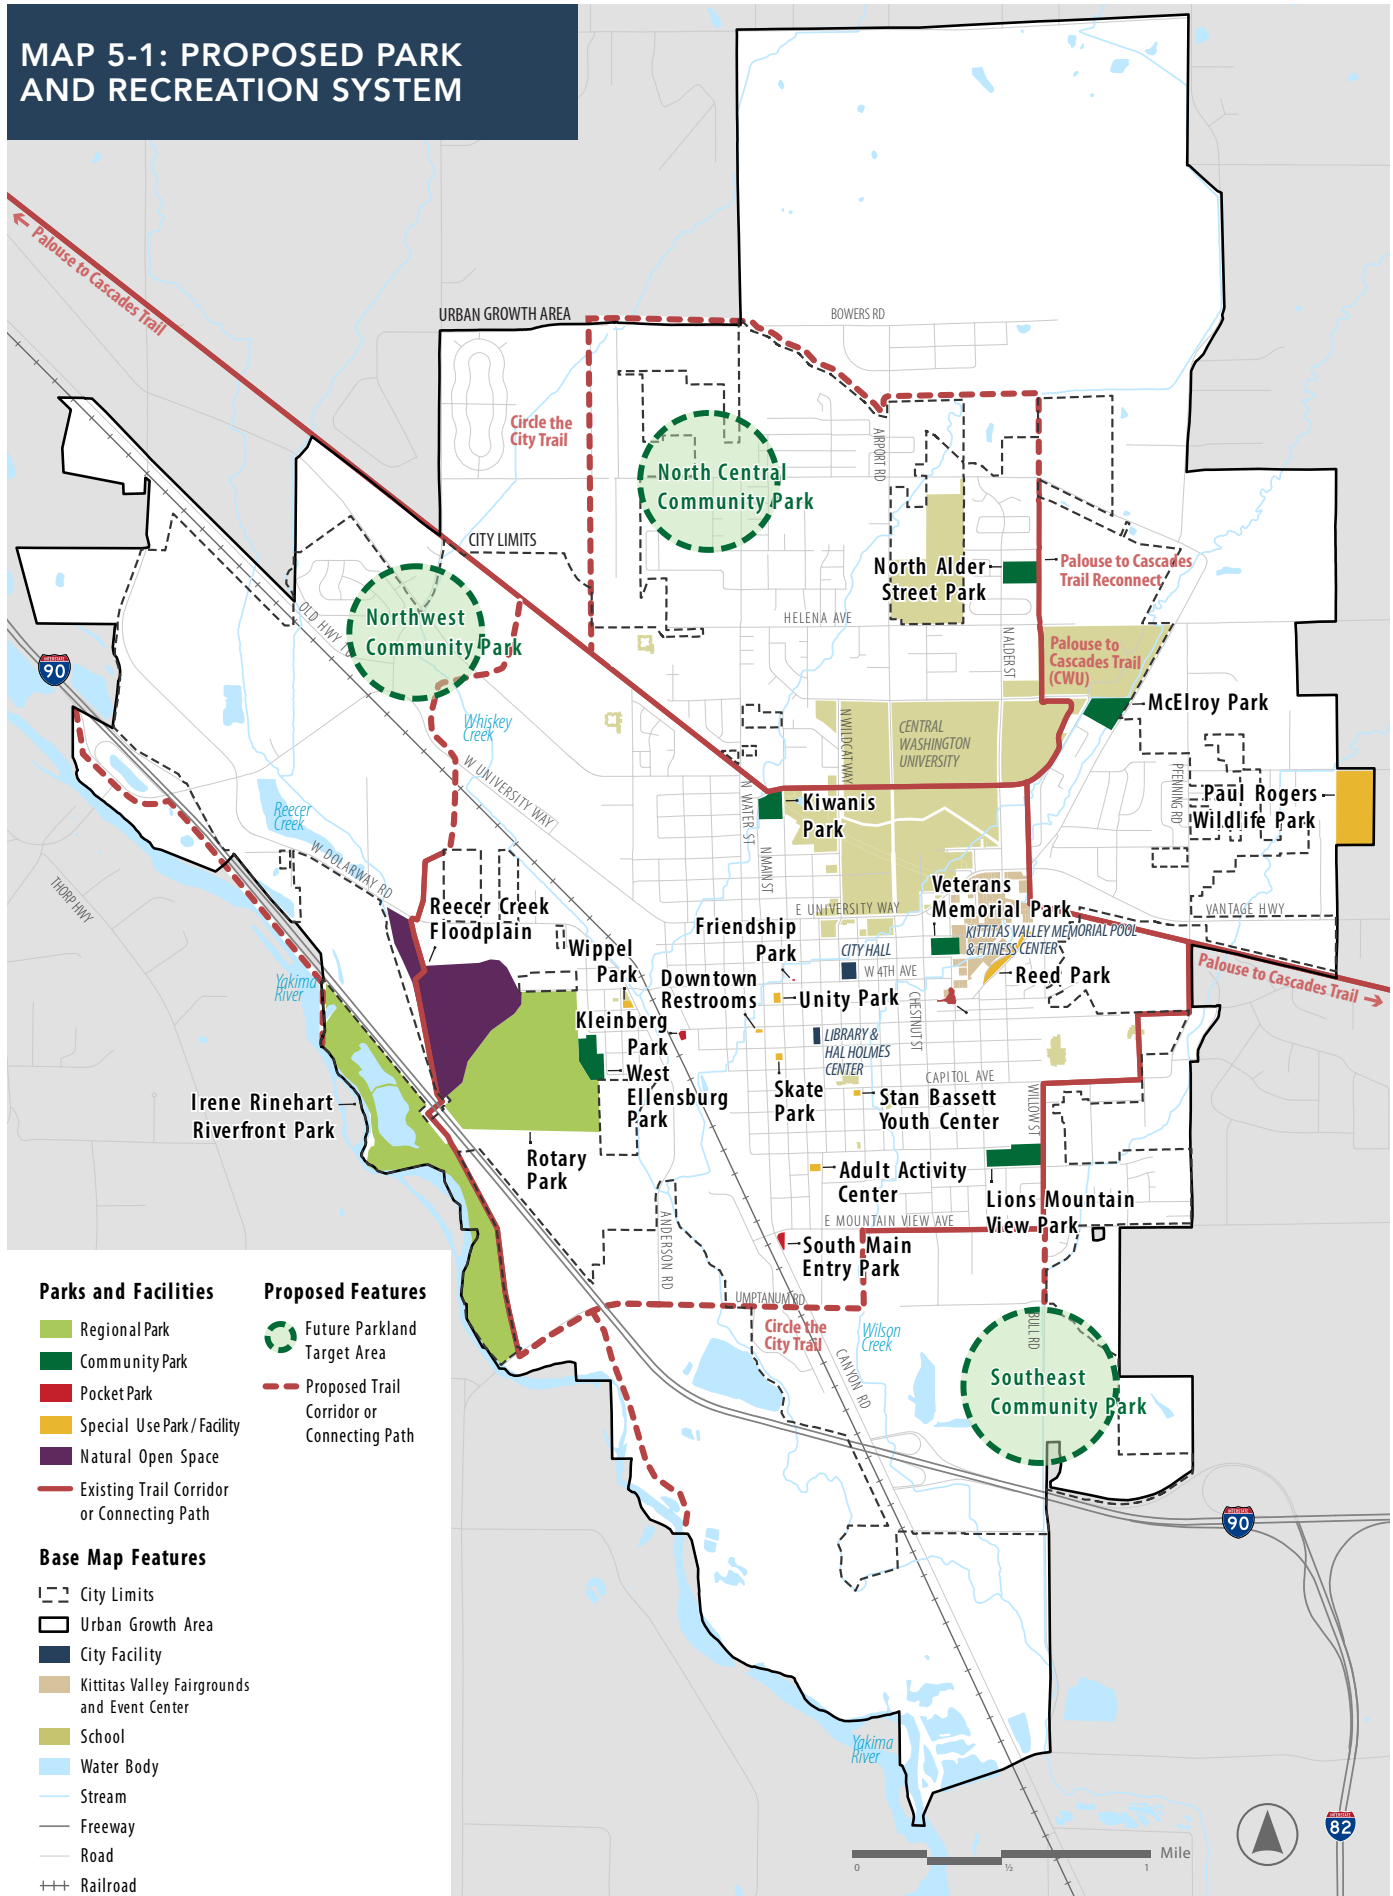 MAP 5-1: PROPOSED PARK
AND RECREATION SYSTEM
Palouse to Cascades Trail
URBAN GROWTH AREA
BOWERS RD
Circle the
City Trail
AIRPORT RD
North Central
Community Park
CITY LIMITS
North Alder
Street Park
Palouse to Cascades
Trail Reconnect
OLD HWY 10
Northwest
Community Park
HELENA AVE
N ALDER ST
Palouse to
Cascades Trail
(CWU)
90
McElroy Park
Whiskey
Creek
N WILDCAT WAY
CENTRAL
WASHINGTON
UNIVERSITY
W UNIVERSITY WAY
N WATER ST
Kiwanis
Park
PFENNING RD
Paul Rogers
Wildlife Park
Reecer
Creek
W DOLARWAY RD
N MAIN ST
THORP HWY
Veterans
Memorial Park
Reecer Creek
Floodplain
E UNIVERSITY WAY
VANTAGE HWY
Friendship
Park
KITTITAS VALLEY MEMORIAL POOL
& FITNESS CENTER
Wippel
Park
CITY HALL
W 4TH AVE
Reed Park
Palouse to Cascades Trail
Yakima
River
Downtown
Restrooms
Unity Park
CHESTNUT ST
Kleinberg
Park
LIBRARY &
HAL HOLMES
CENTER
West
Ellensburg
Park
Skate
Park
CAPITOL AVE
WILLOW ST
Stan Bassett
Youth Center
Irene Rinehart
Riverfront Park
Rotary
Park
Adult Activity
Center
Lions Mountain
View Park
ANDERSON RD
E MOUNTAIN VIEW AVE
South Main
Entry Park
UMPTANUM RD
Circle the
City Trail
Wilson
Creek
BULL RD
CANYON RD
Southeast
Community Park
90
Yakima
River
82
Parks and Facilities
Regional Park
Community Park
Pocket Park
Special Use Park / Facility
Natural Open Space
Existing Trail Corridor
or Connecting Path
Proposed Features
Future Parkland
Target Area
Proposed Trail
Corridor or
Connecting Path
Base Map Features
City Limits
Urban Growth Area
City Facility
Kittitas Valley Fairgrounds
and Event Center
School
Water Body
Stream
Freeway
Road
Railroad
Mile
0 ½ 1